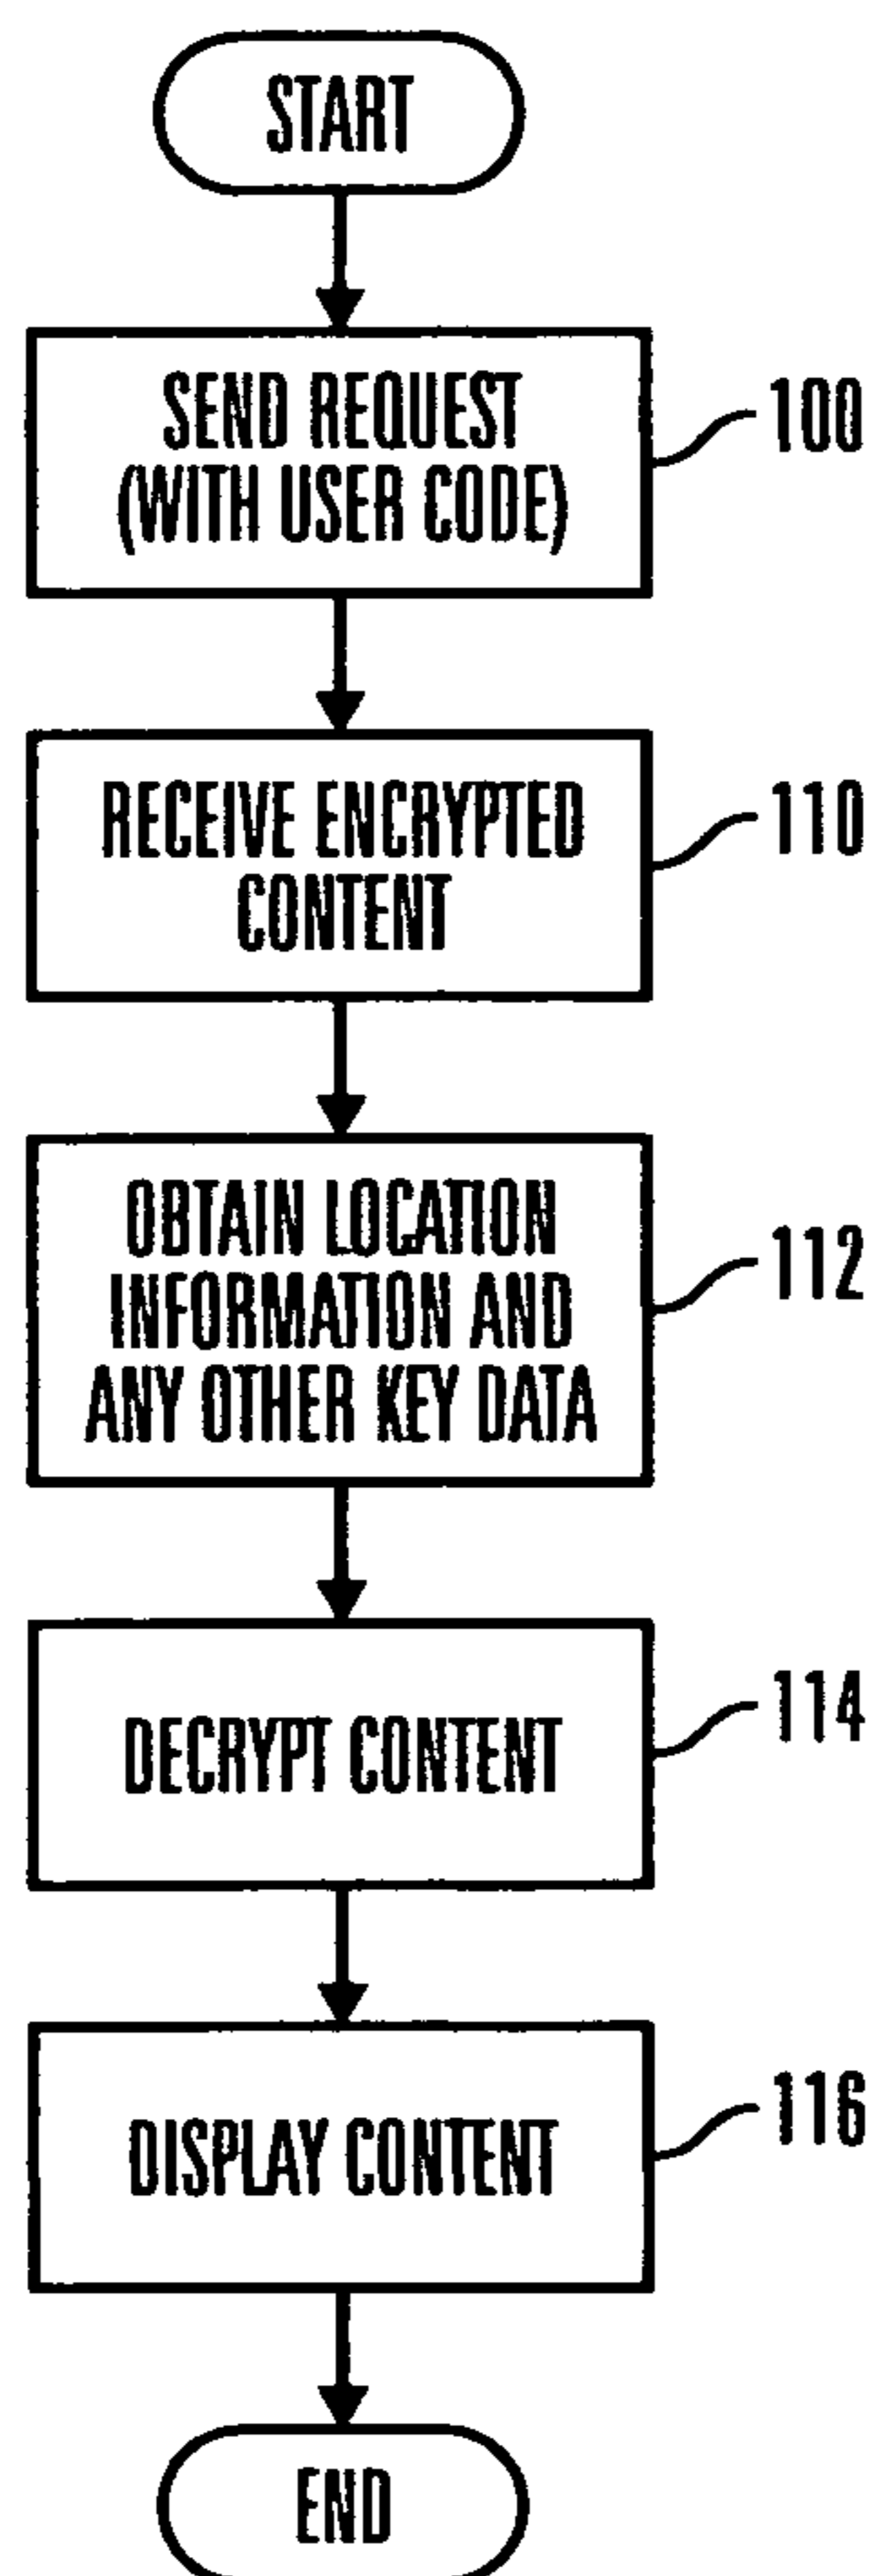 START
SEND REQUEST
(WITH USER CODE)
100
RECEIVE ENCRYPTED
CONTENT
110
OBTAIN LOCATION
INFORMATION AND
ANY OTHER KEY DATA
112
DECRYPT CONTENT
114
DISPLAY CONTENT
116
END